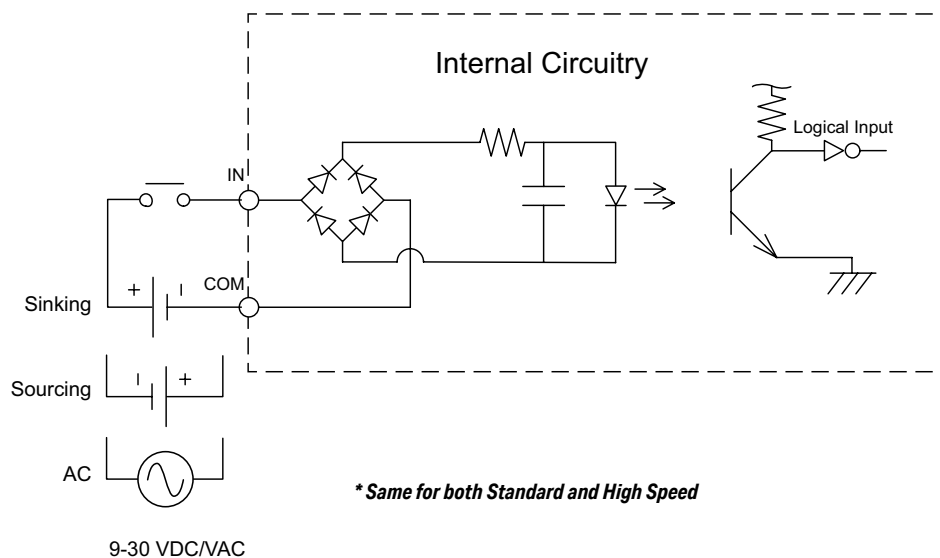 Internal Circuitry
Logical Input
IN
COM
+ −
Sinking
− +
Sourcing
AC
* Same for both Standard and High Speed
9-30 VDC/VAC